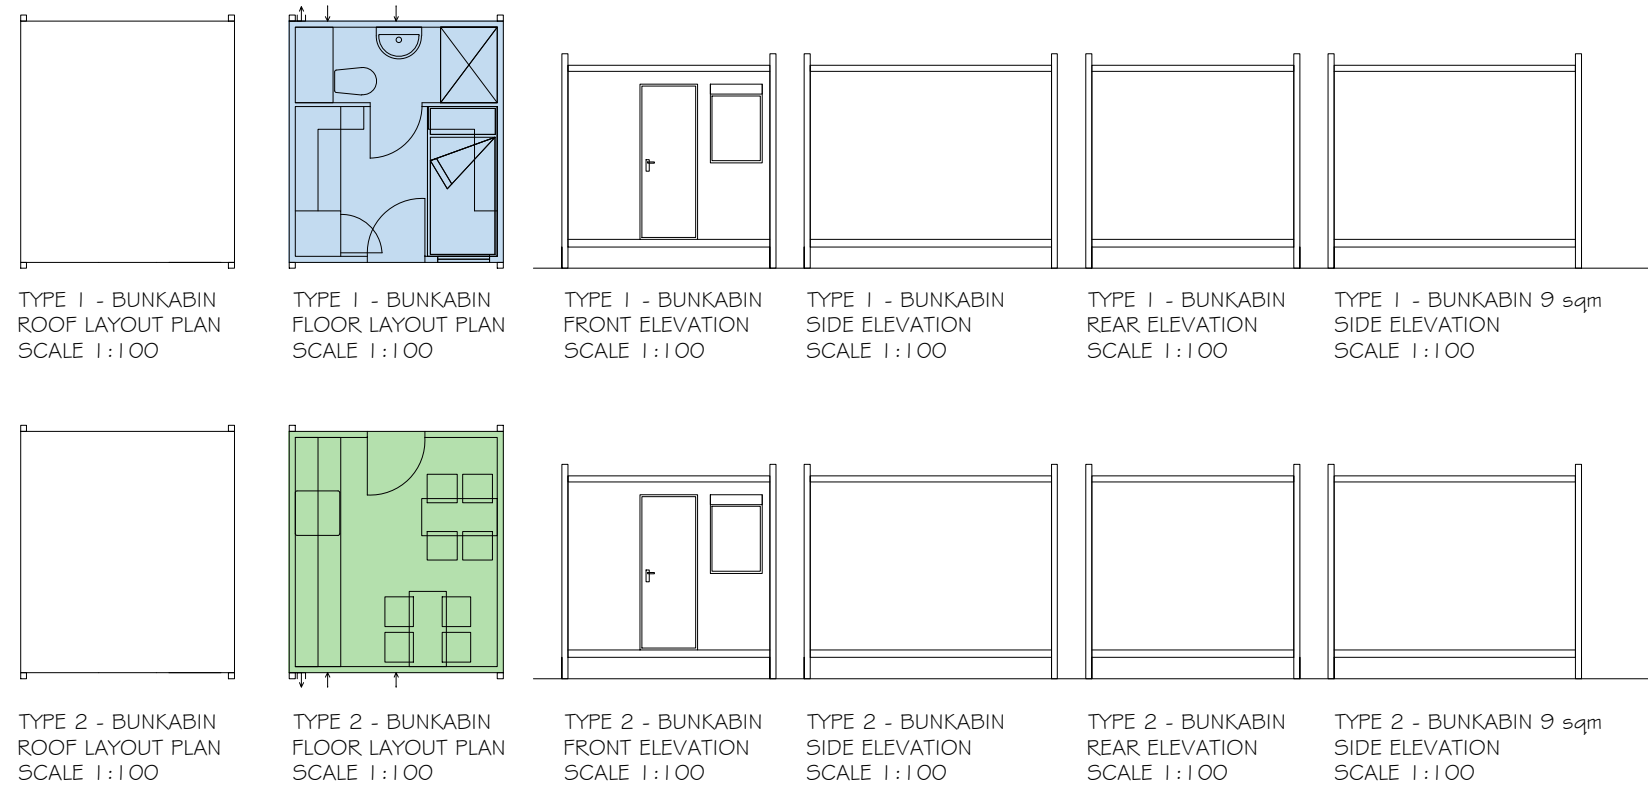 TYPE 1 - BUNKABIN
ROOF LAYOUT PLAN
SCALE 1:100
TYPE 1 - BUNKABIN
FLOOR LAYOUT PLAN
SCALE 1:100
TYPE 1 - BUNKABIN
FRONT ELEVATION
SCALE 1:100
TYPE 1 - BUNKABIN
SIDE ELEVATION
SCALE 1:100
TYPE 1 - BUNKABIN
REAR ELEVATION
SCALE 1:100
TYPE 1 - BUNKABIN 9 sqm
SIDE ELEVATION
SCALE 1:100
TYPE 2 - BUNKABIN
ROOF LAYOUT PLAN
SCALE 1:100
TYPE 2 - BUNKABIN
FLOOR LAYOUT PLAN
SCALE 1:100
TYPE 2 - BUNKABIN
FRONT ELEVATION
SCALE 1:100
TYPE 2 - BUNKABIN
SIDE ELEVATION
SCALE 1:100
TYPE 2 - BUNKABIN
REAR ELEVATION
SCALE 1:100
TYPE 2 - BUNKABIN 9 sqm
SIDE ELEVATION
SCALE 1:100